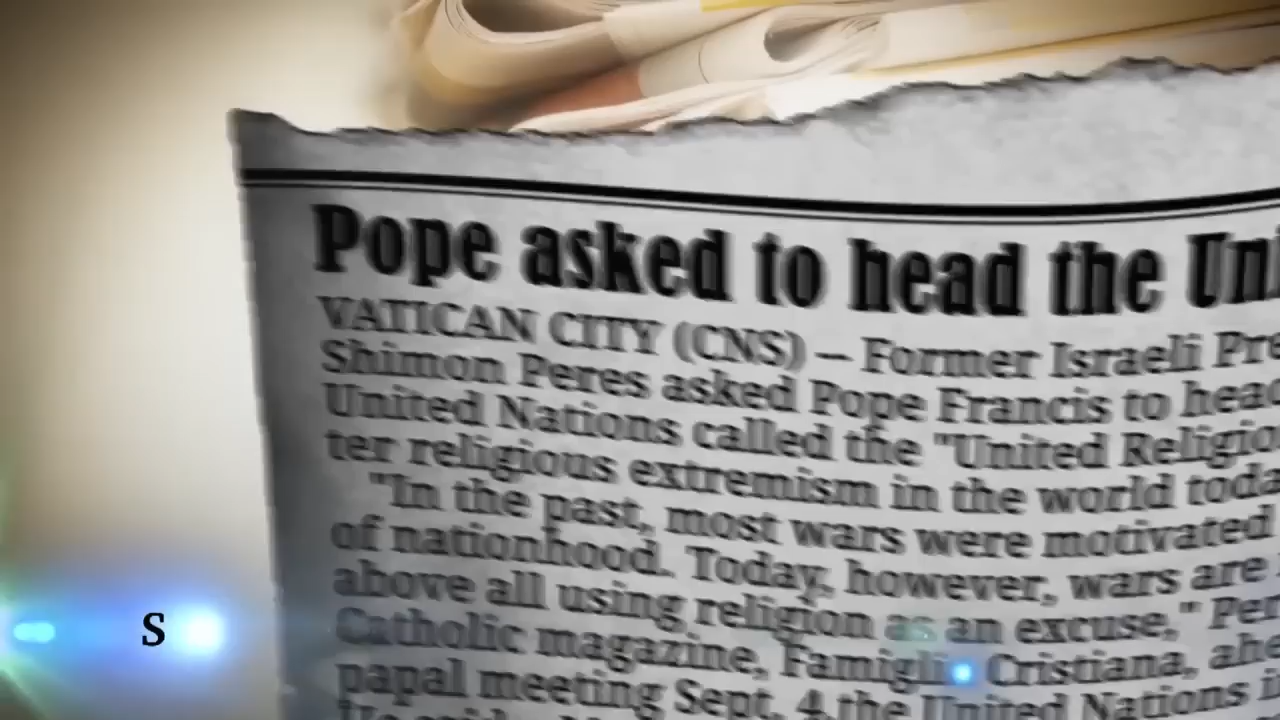 Pope asked to head the Uni
VATICAN CITY (CNS) – Former Israeli Pre
Shimon Peres asked Pope Francis to head
United Nations called the "United Religio
ter religious extremism in the world toda
"In the past, most wars were motivated
of nationhood. Today, however, wars are
above all using religion as an excuse," Per
Catholic magazine, Famiglia Cristiana, ahe
papal meeting Sept. 4 the United Nations i
S